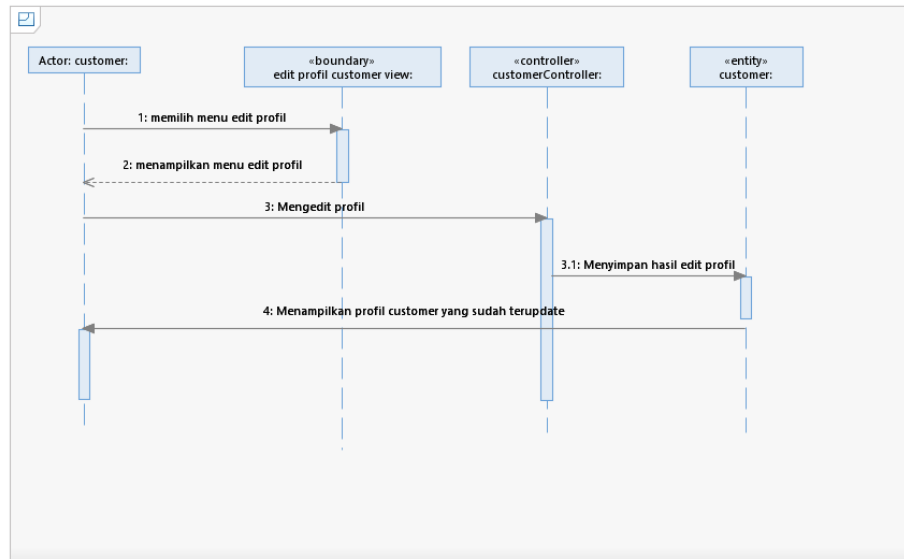 Actor: customer:
«boundary»
edit profil customer view:
«controller»
customerController:
«entity»
customer:
1: memilih menu edit profil
2: menampilkan menu edit profil
3: Mengedit profil
3.1: Menyimpan hasil edit profil
4: Menampilkan profil customer yang sudah terupdate